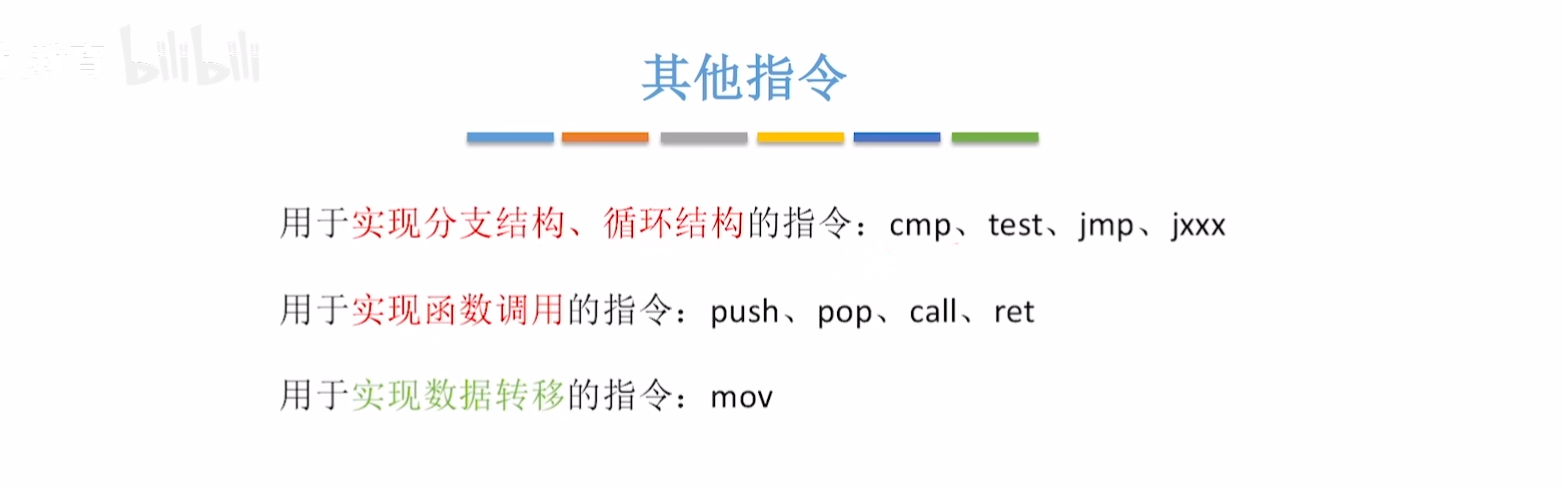 教育 bilibili
其他指令
用于实现分支结构、循环结构的指令：cmp、test、jmp、jxxx
用于实现函数调用的指令：push、pop、call、ret
用于实现数据转移的指令：mov